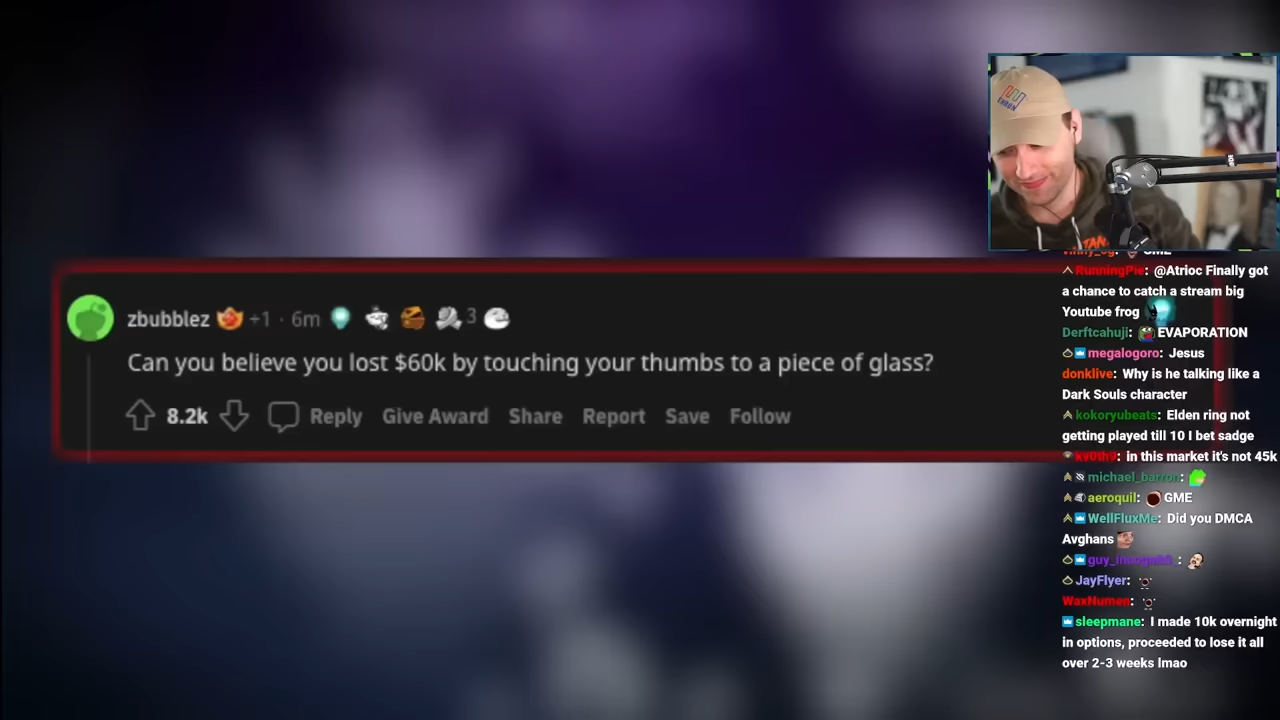 zbubblez +1 · 6m 3
Can you believe you lost $60k by touching your thumbs to a piece of glass?
8.2k Reply Give Award Share Report Save Follow
RunningPie: @Atrioc Finally got
a chance to catch a stream big
Youtube frog
Derftcahuji: EVAPORATION
megalogoro: Jesus
donklive: Why is he talking like a
Dark Souls character
kokoryubeats: Elden ring not
getting played till 10 I bet sadge
kv0th9: in this market it's not 45k
michael_barron:
aeroquil: GME
WellFluxMe: Did you DMCA
Avghans
JayFlyer:
WaxNumen:
sleepmane: I made 10k overnight
in options, proceeded to lose it all
over 2-3 weeks lmao